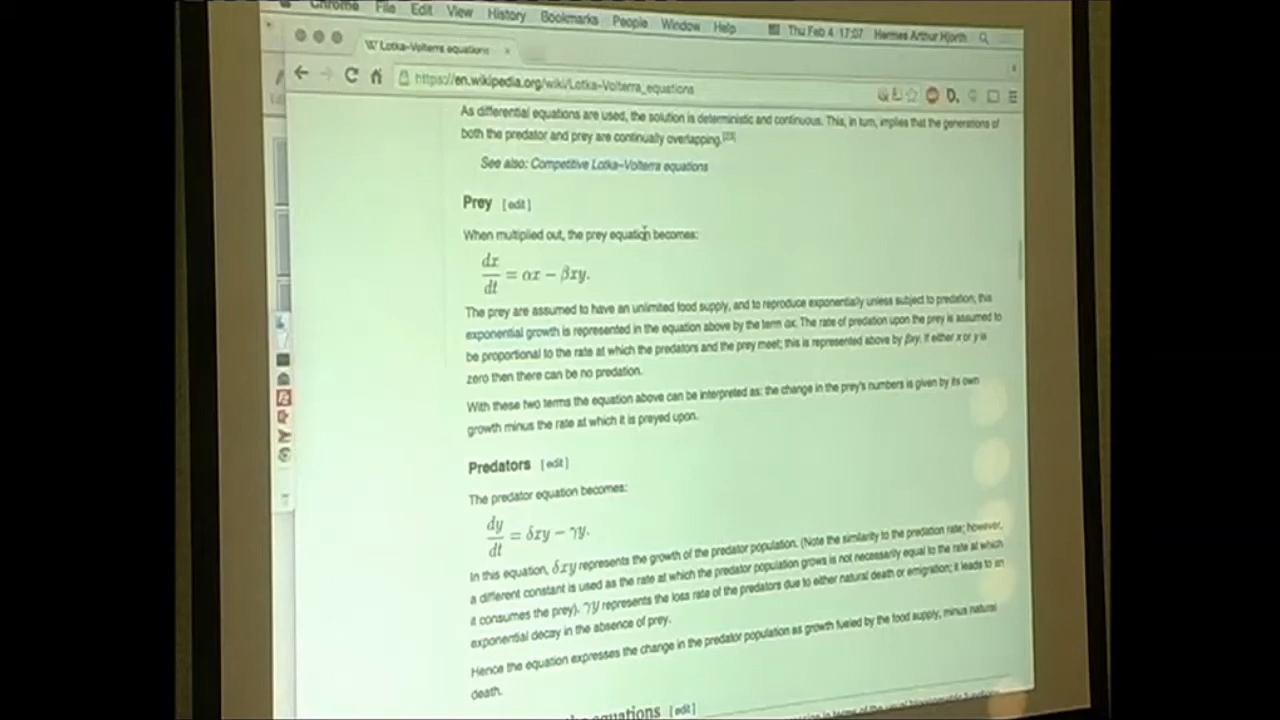 Chrome File Edit View History Bookmarks People Window Help Thu Feb 4 17:07 Hermes Arthur Hjorth
W Lotka–Volterra equations ×
https://en.wikipedia.org/wiki/Lotka–Volterra_equations
As differential equations are used, the solution is deterministic and continuous. This, in turn, implies that the generations of
both the predator and prey are continually overlapping.[23]
See also: Competitive Lotka–Volterra equations
Prey [edit]
When multiplied out, the prey equation becomes:
dx/dt = αx − βxy.
The prey are assumed to have an unlimited food supply, and to reproduce exponentially unless subject to predation; this
exponential growth is represented in the equation above by the term αx. The rate of predation upon the prey is assumed to
be proportional to the rate at which the predators and the prey meet; this is represented above by βxy. If either x or y is
zero then there can be no predation.
With these two terms the equation above can be interpreted as: the change in the prey's numbers is given by its own
growth minus the rate at which it is preyed upon.
Predators [edit]
The predator equation becomes:
dy/dt = δxy − γy.
In this equation, δxy represents the growth of the predator population. (Note the similarity to the predation rate; however,
a different constant is used as the rate at which the predator population grows is not necessarily equal to the rate at which
it consumes the prey). γy represents the loss rate of the predators due to either natural death or emigration; it leads to an
exponential decay in the absence of prey.
Hence the equation expresses the change in the predator population as growth fueled by the food supply, minus natural
death.
equations [edit]